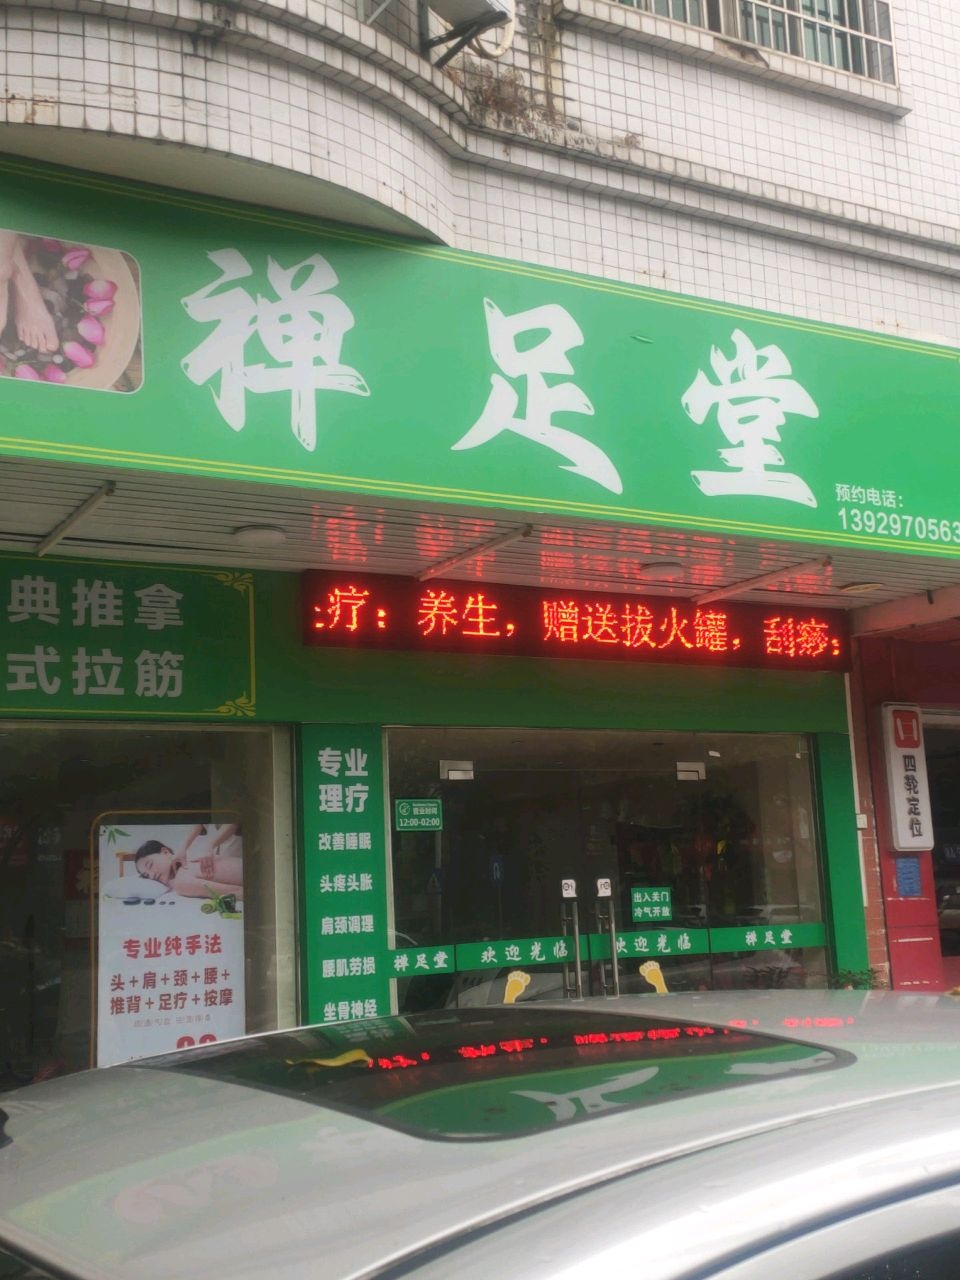 禅足堂
预约电话：
1392970563
典推拿
式拉筋
疗：养生，赠送拔火罐，刮痧：
专业
理疗
改善睡眠
头疼头胀
肩颈调理
腰肌劳损
坐骨神经
营业时间
12:00-02:00
出入关门
冷气开放
禅足堂
欢迎光临
欢迎光临
禅足堂
专业纯手法
头+肩+颈+腰+
推背+足疗+按摩
四轮定位